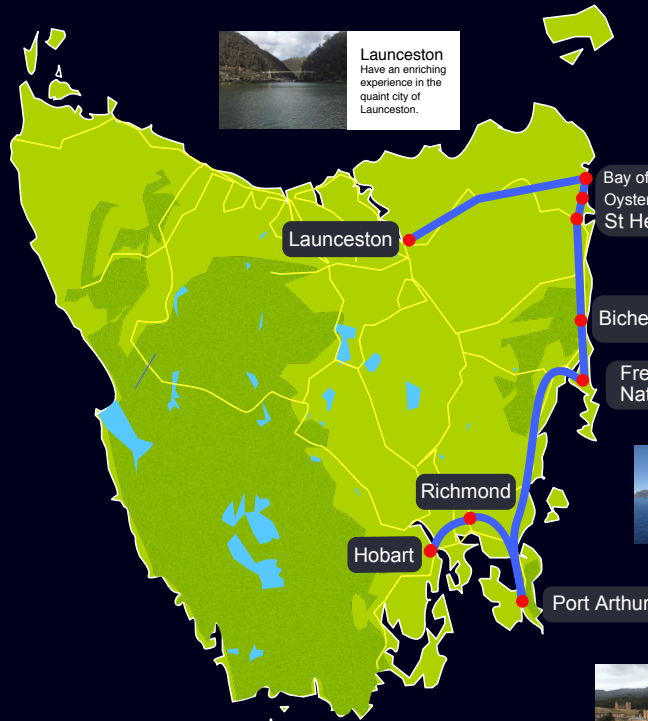 Launceston
Have an enriching
experience in the
quaint city of
Launceston.
Bay of
Oyster
St He
Launceston
Biche
Fre
Nat
Richmond
Hobart
Port Arthur